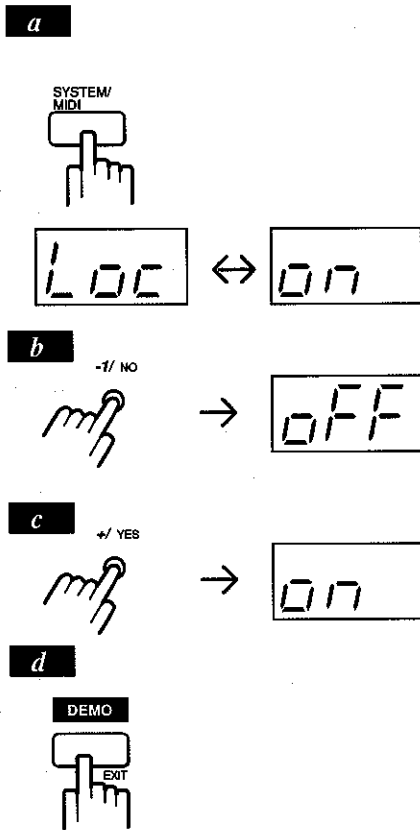 a
SYSTEM/
MIDI
Loc ↔ on
b
-1/ NO
→ oFF
c
+/ YES
→ on
d
DEMO
EXIT